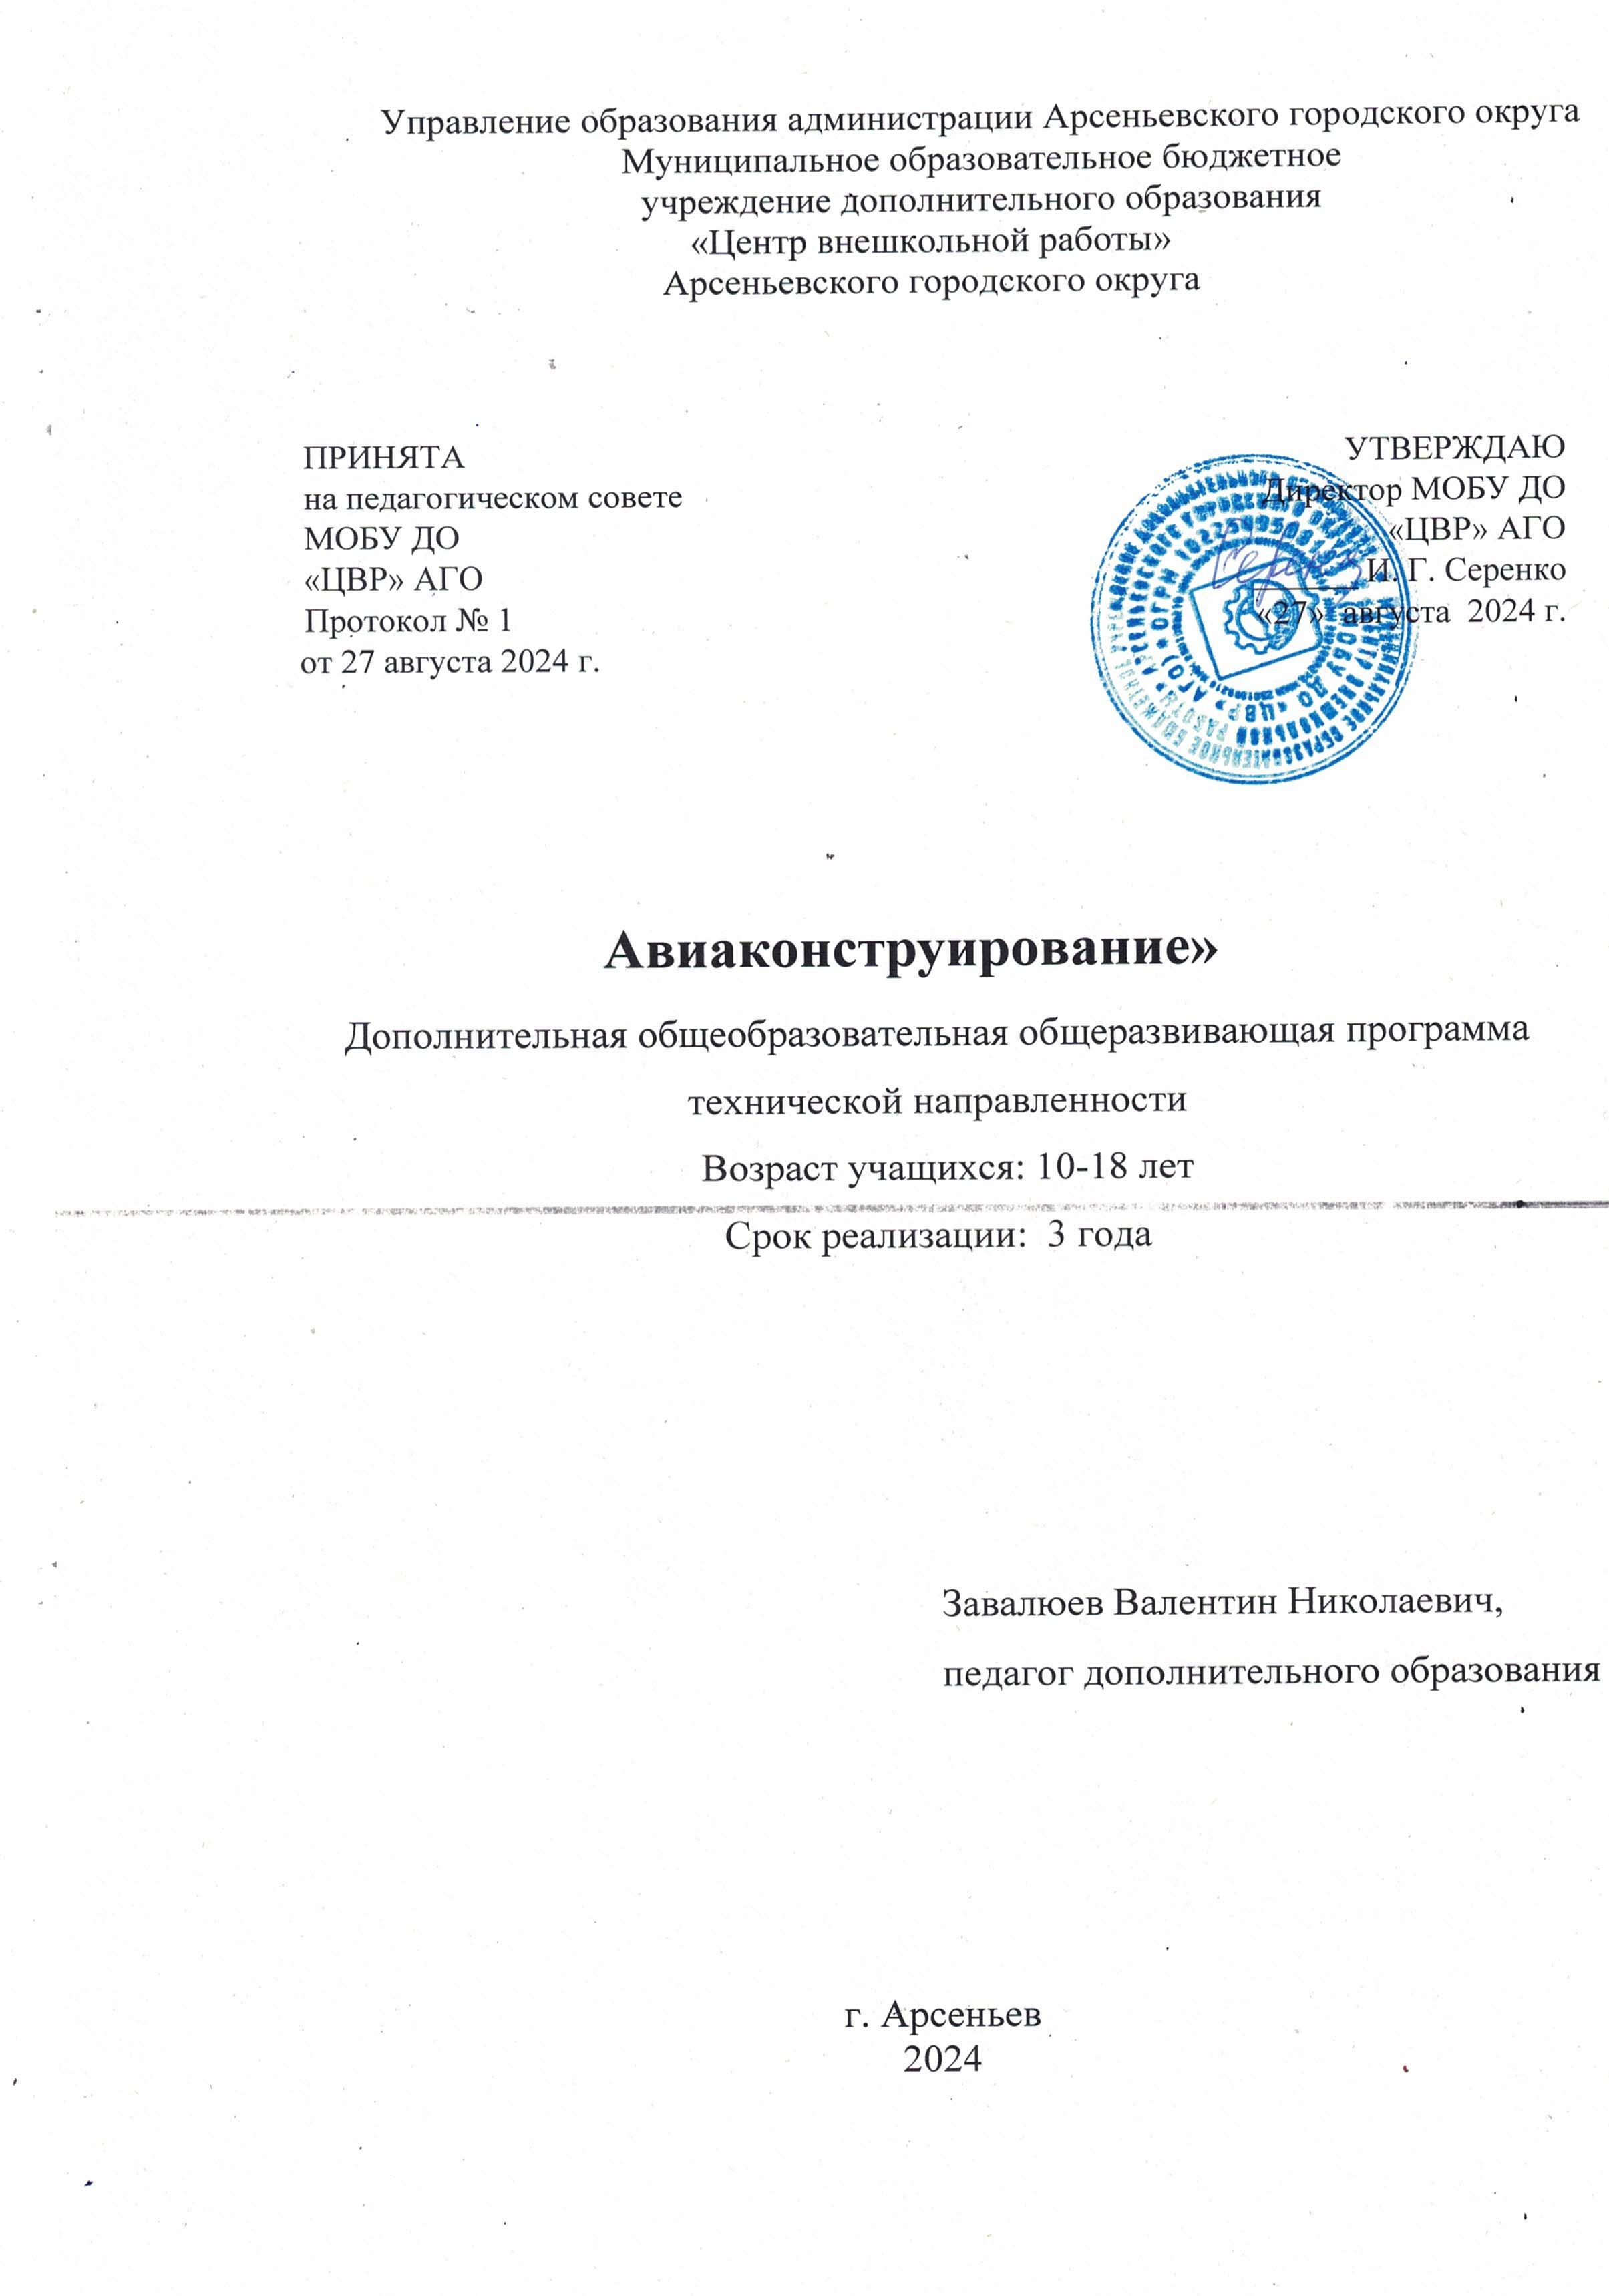 Управление образования администрации Арсеньевского городского округа
Муниципальное образовательное бюджетное
учреждение дополнительного образования
«Центр внешкольной работы»
Арсеньевского городского округа
ПРИНЯТА
на педагогическом совете
МОБУ ДО
«ЦВР» АГО
Протокол № 1
от 27 августа 2024 г.
УТВЕРЖДАЮ
Директор МОБУ ДО
«ЦВР» АГО
И. Г. Серенко
«27» августа 2024 г.
Авиаконструирование»
Дополнительная общеобразовательная общеразвивающая программа
технической направленности
Возраст учащихся: 10-18 лет
Срок реализации: 3 года
Завалюев Валентин Николаевич,
педагог дополнительного образования
г. Арсеньев
2024